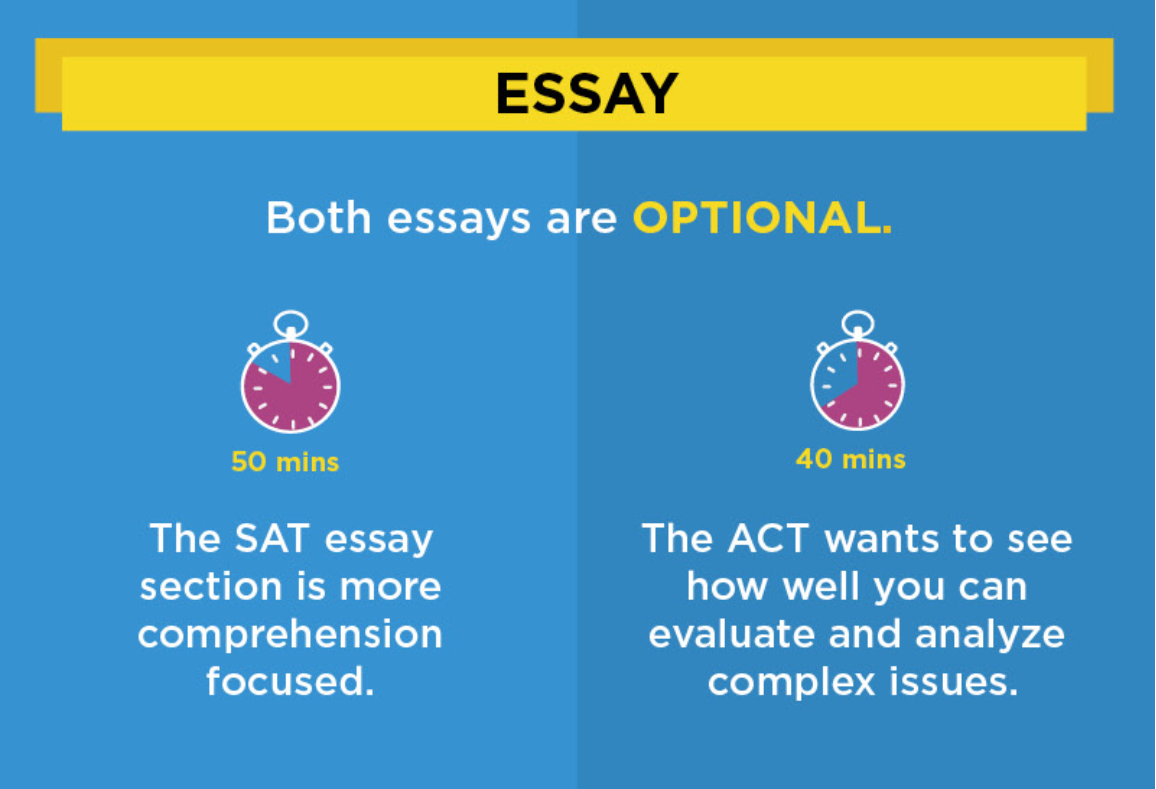 ESSAY
Both essays are OPTIONAL.
50 mins
The SAT essay
section is more
comprehension
focused.
40 mins
The ACT wants to see
how well you can
evaluate and analyze
complex issues.